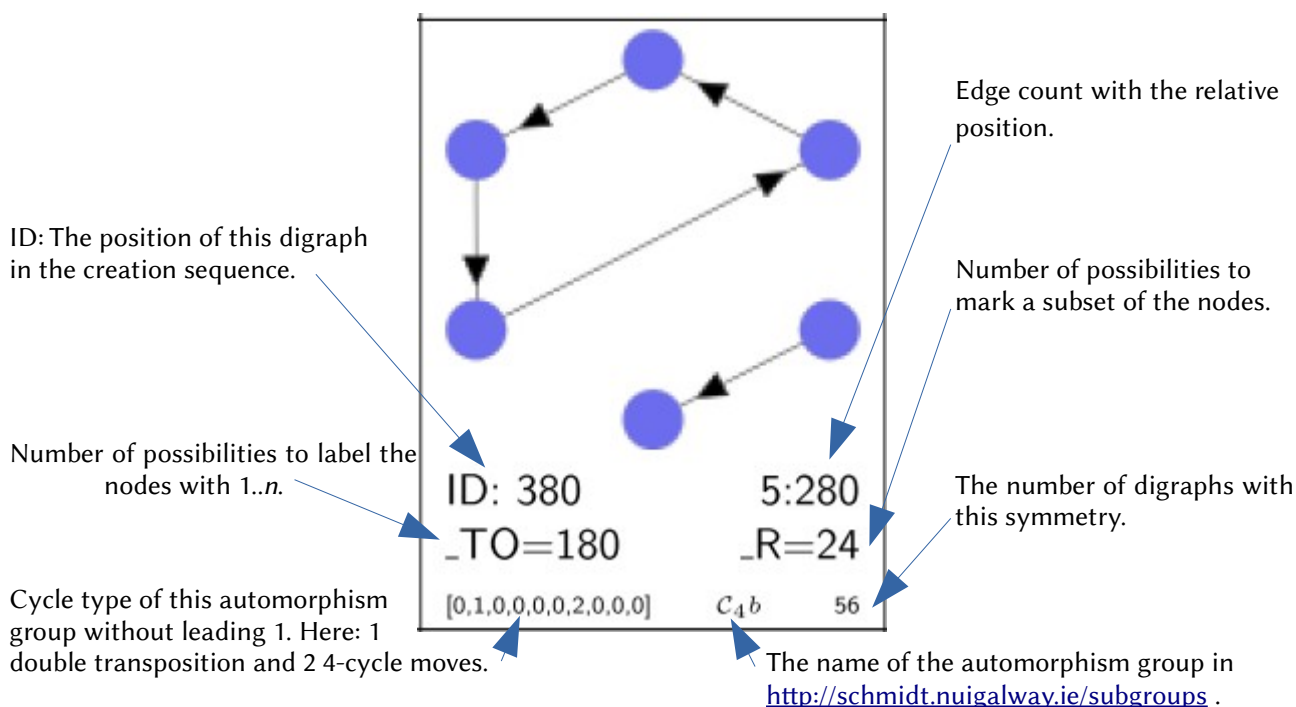 Edge count with the relative
position.
ID: The position of this digraph
in the creation sequence.
Number of possibilities to
mark a subset of the nodes.
Number of possibilities to label the
nodes with 1..n.
ID: 380 5:280
_TO=180 _R=24
The number of digraphs with
this symmetry.
[0,1,0,0,0,0,2,0,0,0] C₄b 56
Cycle type of this automorphism
group without leading 1. Here: 1
double transposition and 2 4-cycle moves.
The name of the automorphism group in
http://schmidt.nuigalway.ie/subgroups .